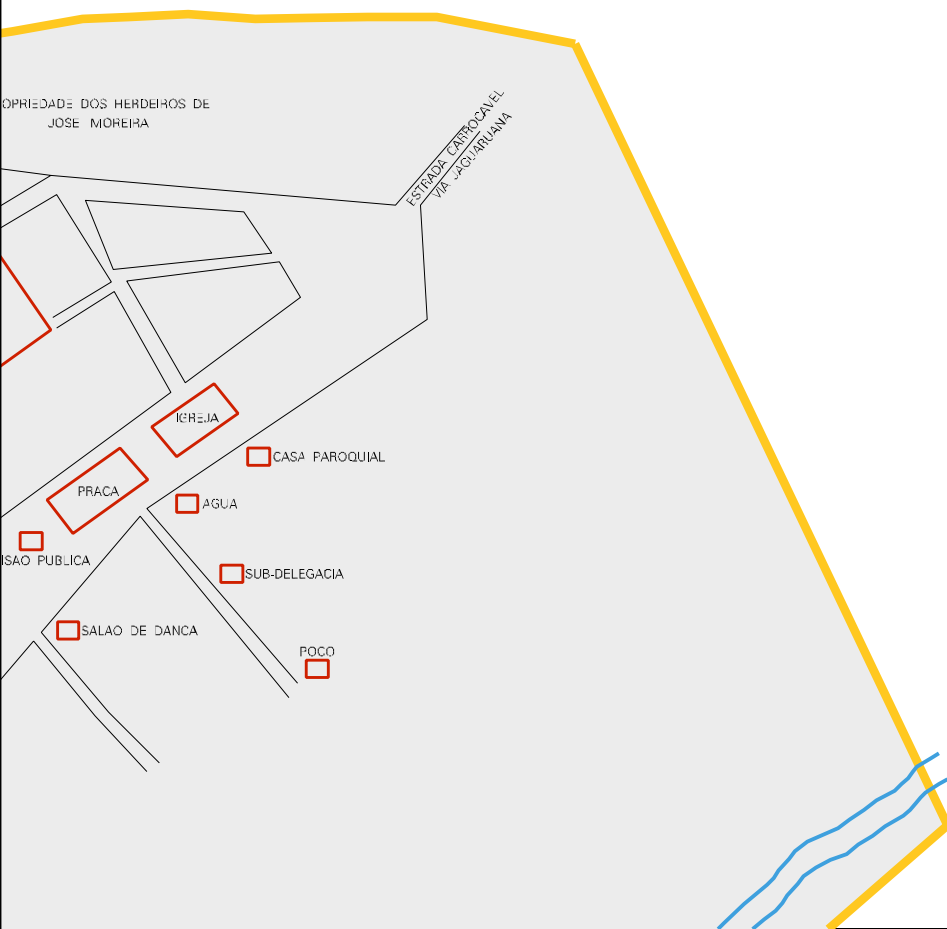 OPRIEDADE DOS HERDEIROS DE
JOSE MOREIRA
ESTRADA CARROCAVEL
VIA JAGUARUANA
IGREJA
CASA PAROQUIAL
PRACA
AGUA
ISAO PUBLICA
SUB-DELEGACIA
SALAO DE DANCA
POCO